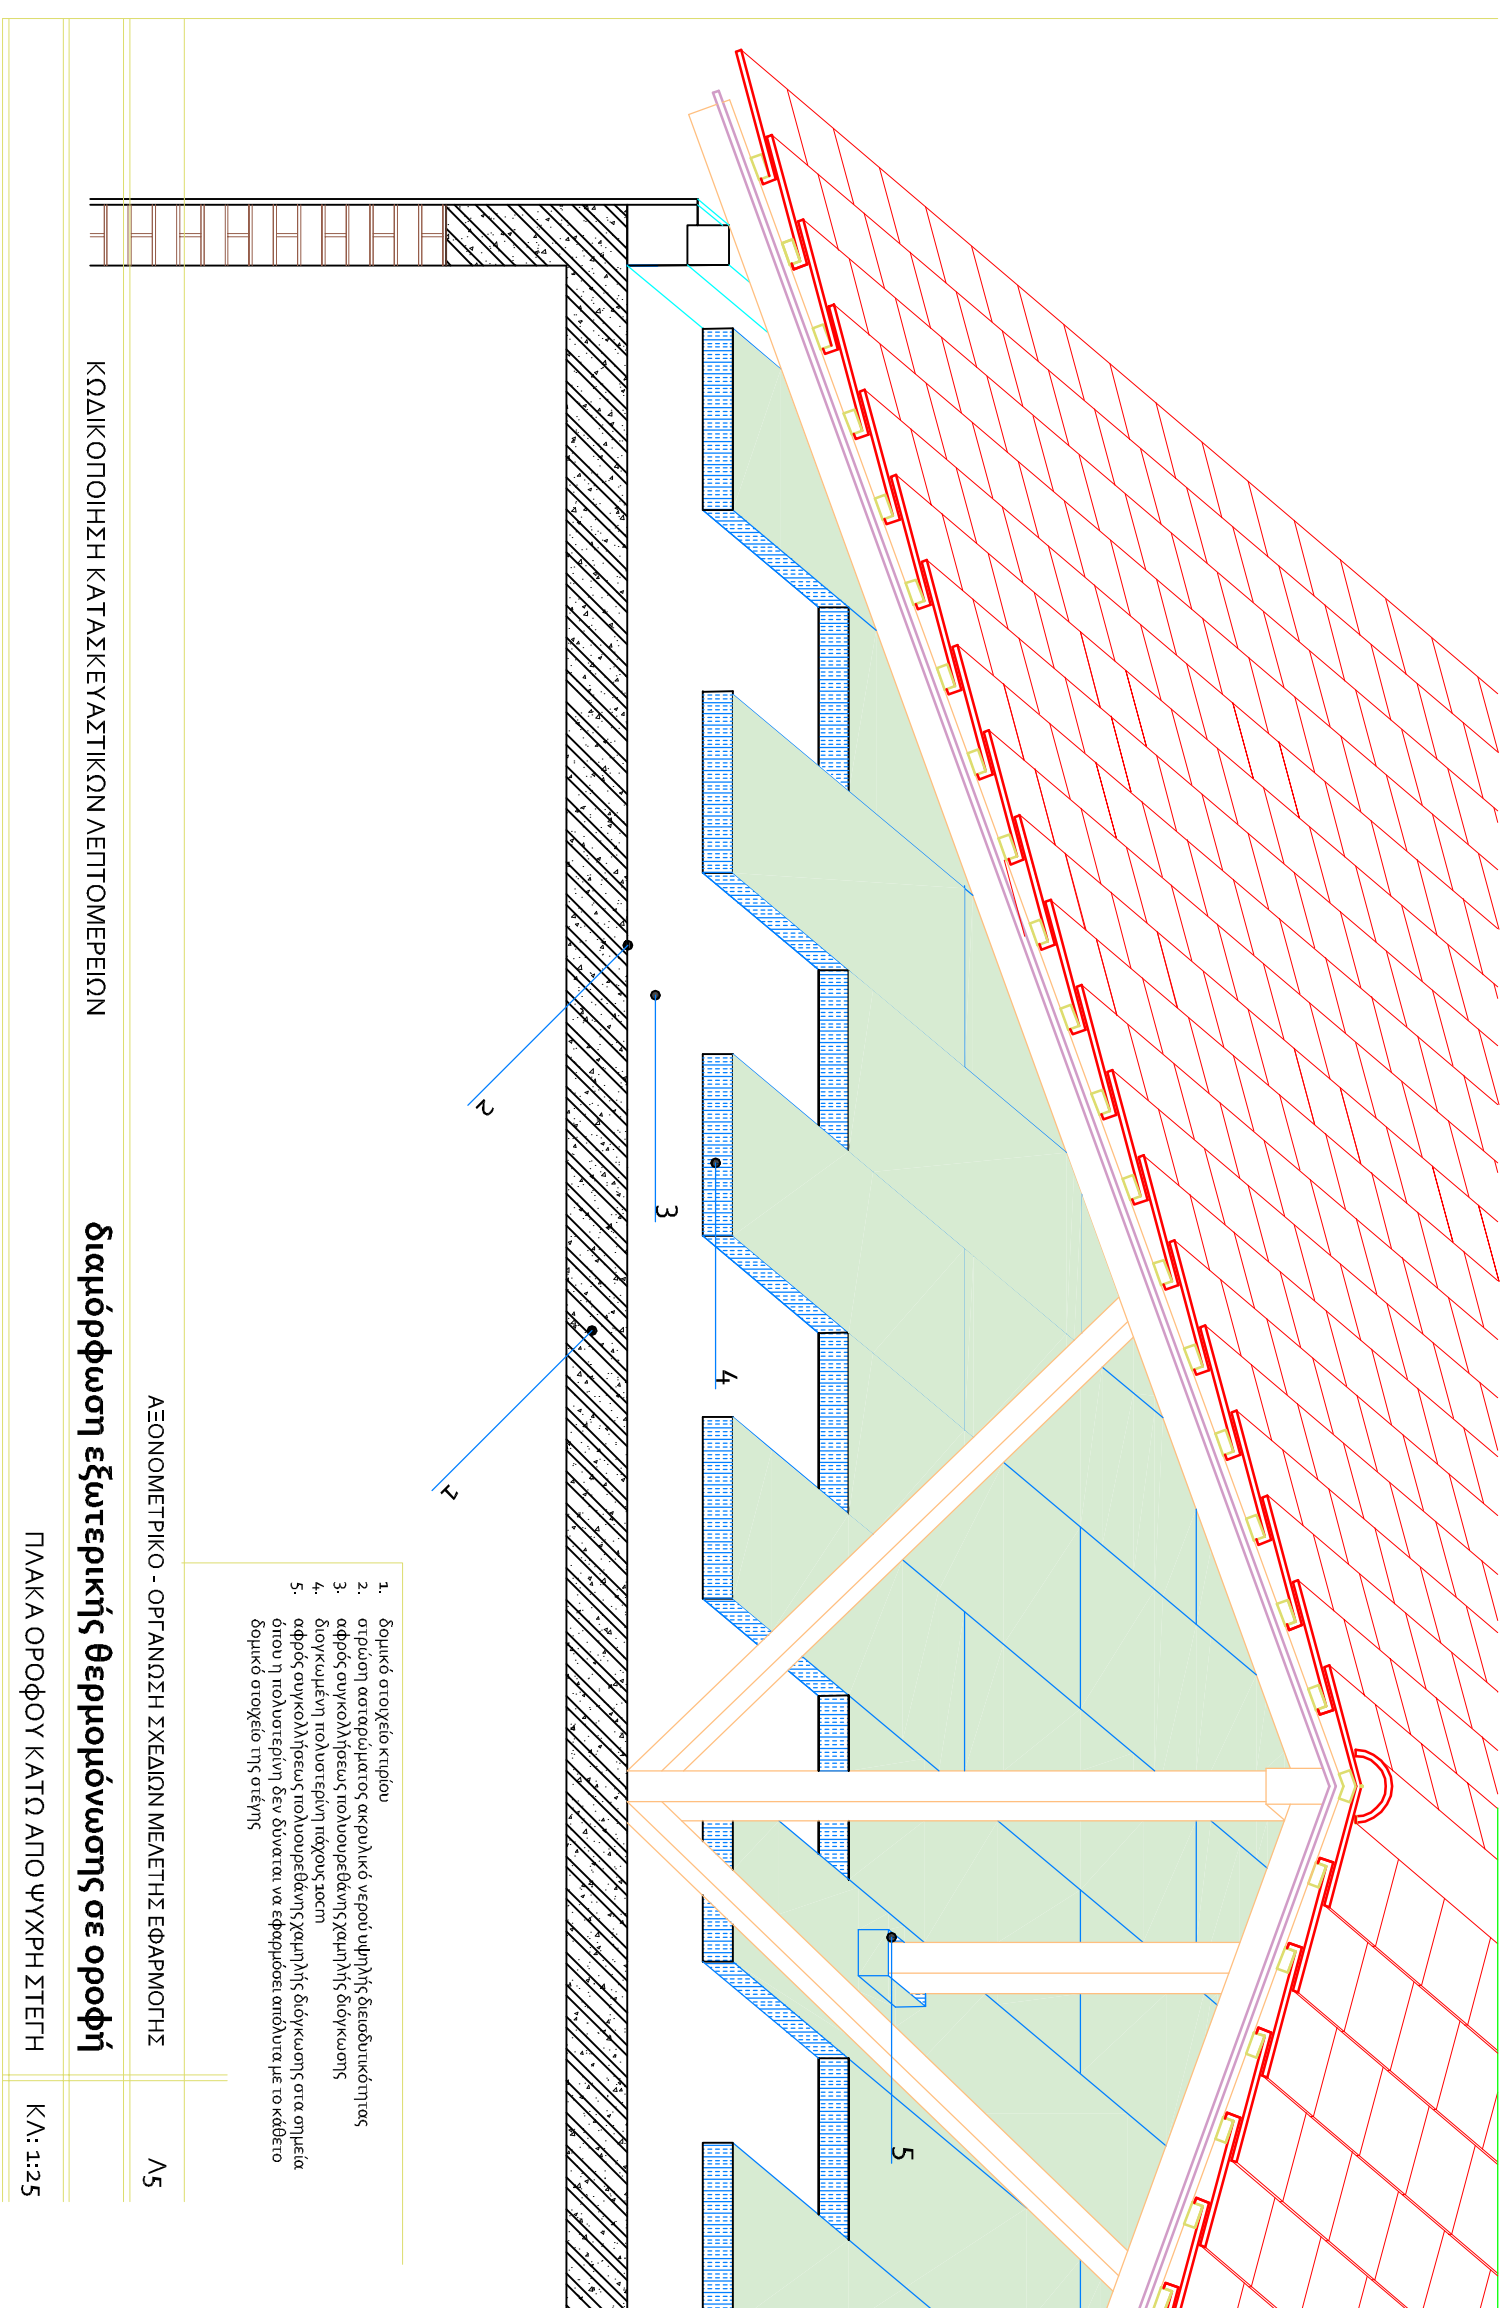 2
3
4
1
5
1. δομικό στοιχείο κτιρίου
2. στρώση ασταρώματος ακρυλικό νερού υψηλής διεισδυτικότητας
3. αφρός συγκολλήσεως πολυουρεθάνης χαμηλής διόγκωσης
4. διογκωμένη πολυστερίνη πάχους 10cm
5. αφρός συγκολλήσεως πολυουρεθάνης χαμηλής διόγκωσης στα σημεία
όπου η πολυστερίνη δεν δύναται να εφαρμόσει απόλυτα με το κάθετο
δομικό στοιχείο της στέγης
ΑΞΟΝΟΜΕΤΡΙΚΟ - ΟΡΓΑΝΩΣΗ ΣΧΕΔΙΩΝ ΜΕΛΕΤΗΣ ΕΦΑΡΜΟΓΗΣ
Λ5
ΚΩΔΙΚΟΠΟΙΗΣΗ ΚΑΤΑΣΚΕΥΑΣΤΙΚΩΝ ΛΕΠΤΟΜΕΡΕΙΩΝ
διαμόρφωση εξωτερικής θερμομόνωσης σε οροφή
ΠΛΑΚΑ ΟΡΟΦΟΥ ΚΑΤΩ ΑΠΟ ΨΥΧΡΗ ΣΤΕΓΗ
ΚΛ: 1:25